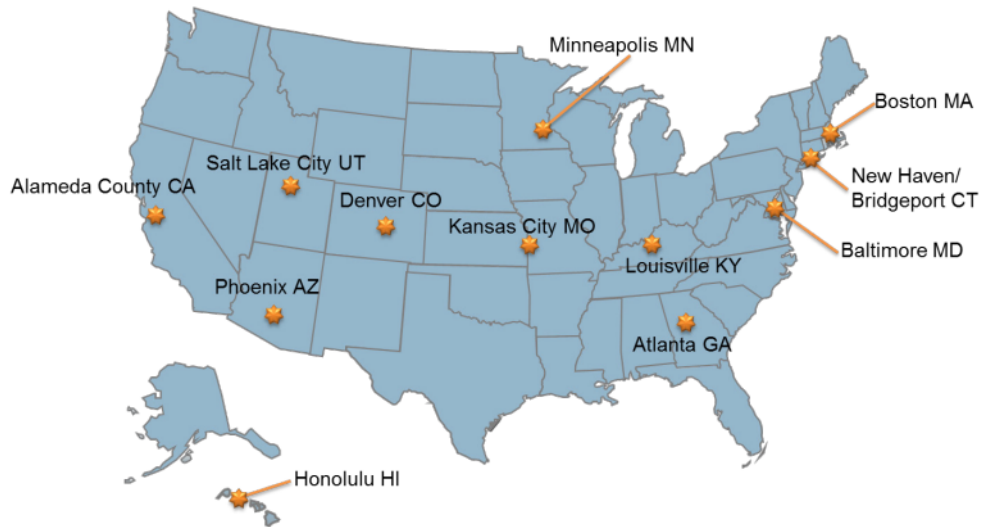 Minneapolis MN
Boston MA
Salt Lake City UT
Alameda County CA
New Haven/
Bridgeport CT
Denver CO
Kansas City MO
Baltimore MD
Louisville KY
Phoenix AZ
Atlanta GA
Honolulu HI